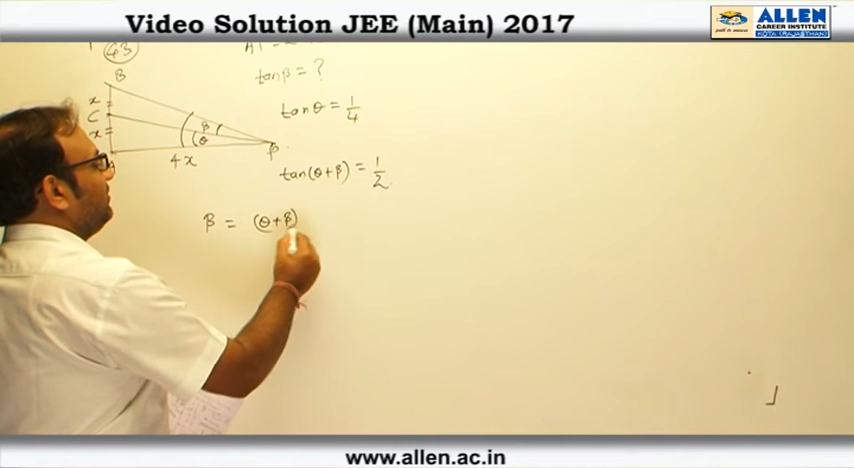 Video Solution JEE (Main) 2017
ALLEN
CAREER INSTITUTE
KOTA (RAJASTHAN)
path to success
43
tanβ = ?
B
x
C
x
β
θ
P
4x
tanθ = 1/4
tan(θ+β) = 1/2
β = (θ+β)
www.allen.ac.in